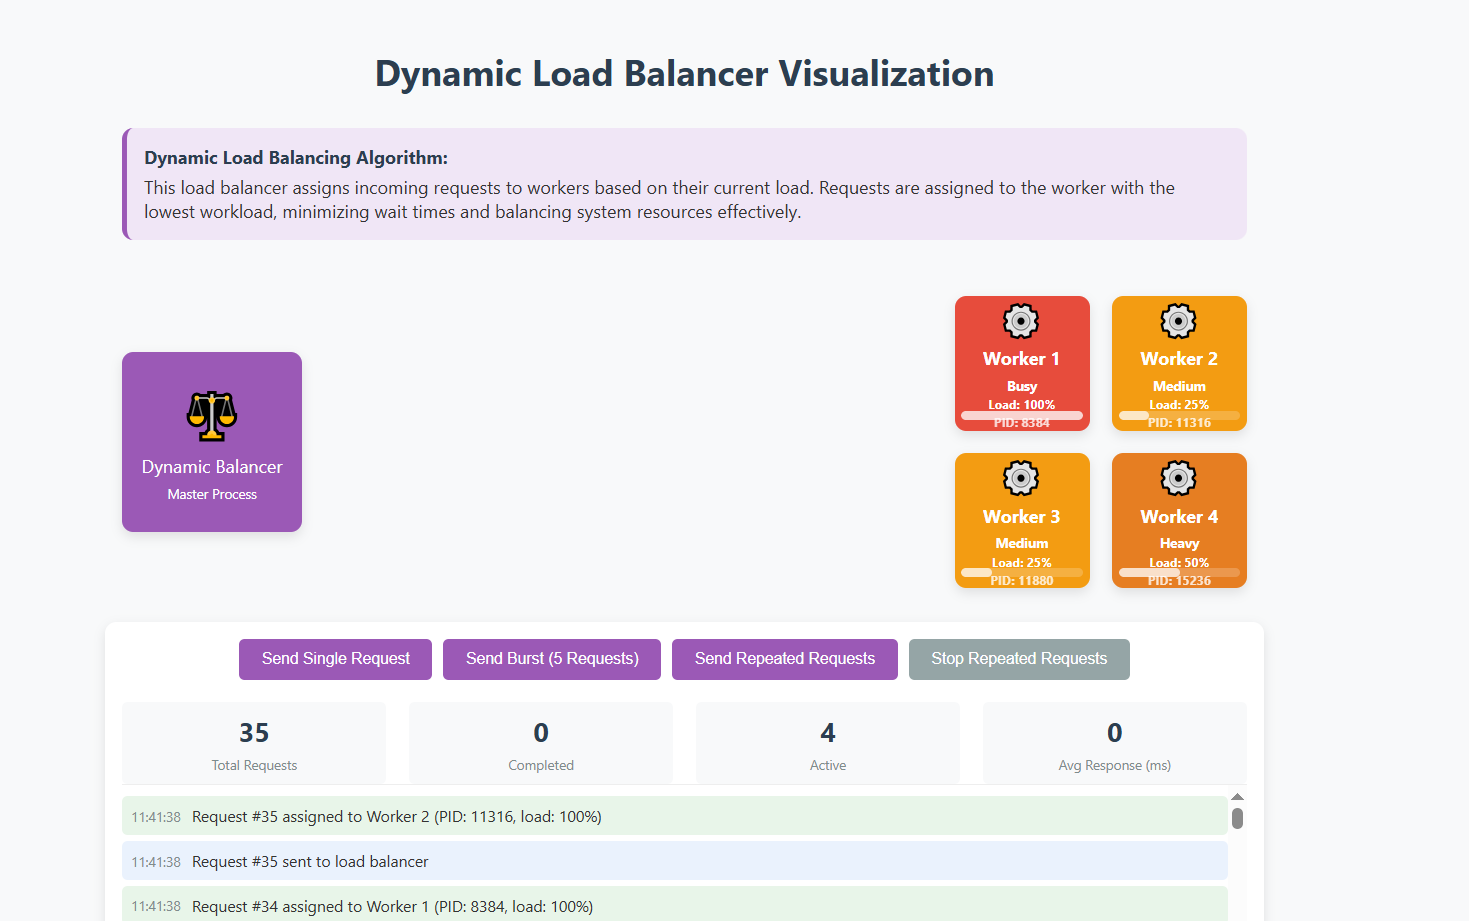 Dynamic Load Balancer Visualization
Dynamic Load Balancing Algorithm:
This load balancer assigns incoming requests to workers based on their current load. Requests are assigned to the worker with the
lowest workload, minimizing wait times and balancing system resources effectively.
Dynamic Balancer
Master Process
Worker 1
Busy
Load: 100%
PID: 8384
Worker 2
Medium
Load: 25%
PID: 11316
Worker 3
Medium
Load: 25%
PID: 11880
Worker 4
Heavy
Load: 50%
PID: 15236
Send Single Request
Send Burst (5 Requests)
Send Repeated Requests
Stop Repeated Requests
35
Total Requests
0
Completed
4
Active
0
Avg Response (ms)
11:41:38 Request #35 assigned to Worker 2 (PID: 11316, load: 100%)
11:41:38 Request #35 sent to load balancer
11:41:38 Request #34 assigned to Worker 1 (PID: 8384, load: 100%)